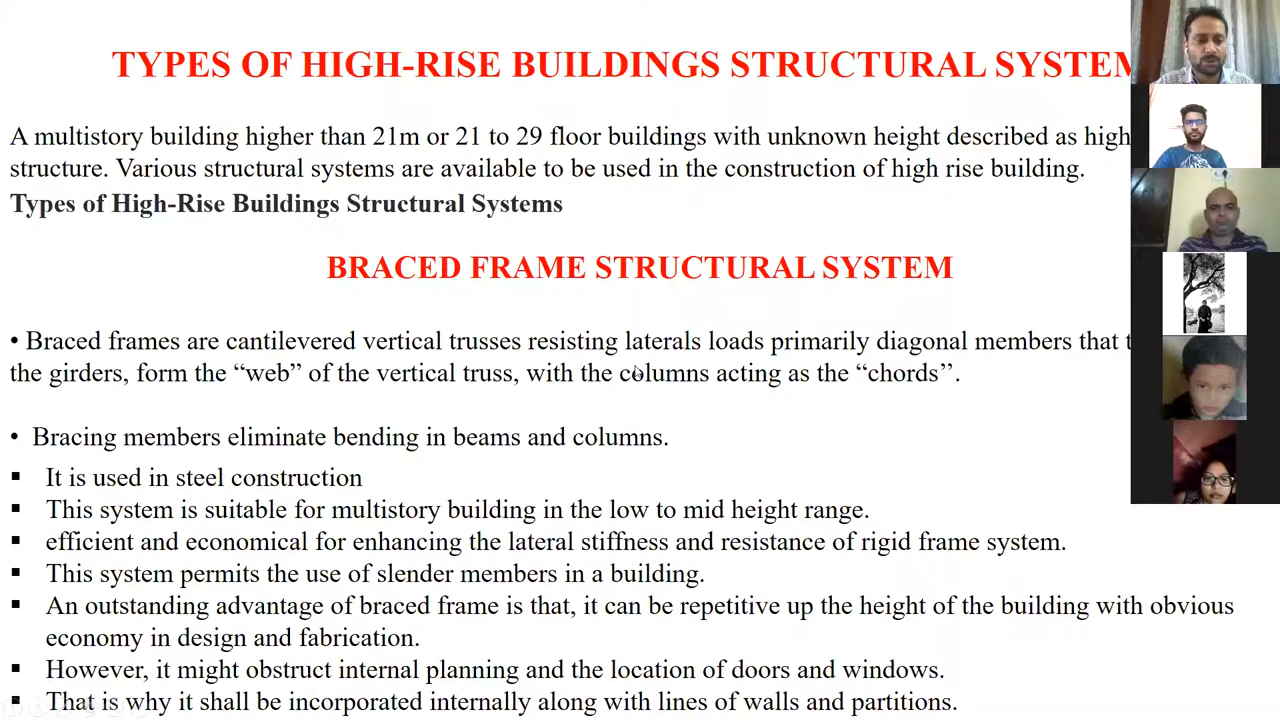 TYPES OF HIGH-RISE BUILDINGS STRUCTURAL SYSTEM
A multistory building higher than 21m or 21 to 29 floor buildings with unknown height described as high
structure. Various structural systems are available to be used in the construction of high rise building.
Types of High-Rise Buildings Structural Systems
BRACED FRAME STRUCTURAL SYSTEM
• Braced frames are cantilevered vertical trusses resisting laterals loads primarily diagonal members that
the girders, form the “web” of the vertical truss, with the columns acting as the “chords’’.
• Bracing members eliminate bending in beams and columns.
▪ It is used in steel construction
▪ This system is suitable for multistory building in the low to mid height range.
▪ efficient and economical for enhancing the lateral stiffness and resistance of rigid frame system.
▪ This system permits the use of slender members in a building.
▪ An outstanding advantage of braced frame is that, it can be repetitive up the height of the building with obvious
economy in design and fabrication.
▪ However, it might obstruct internal planning and the location of doors and windows.
▪ That is why it shall be incorporated internally along with lines of walls and partitions.